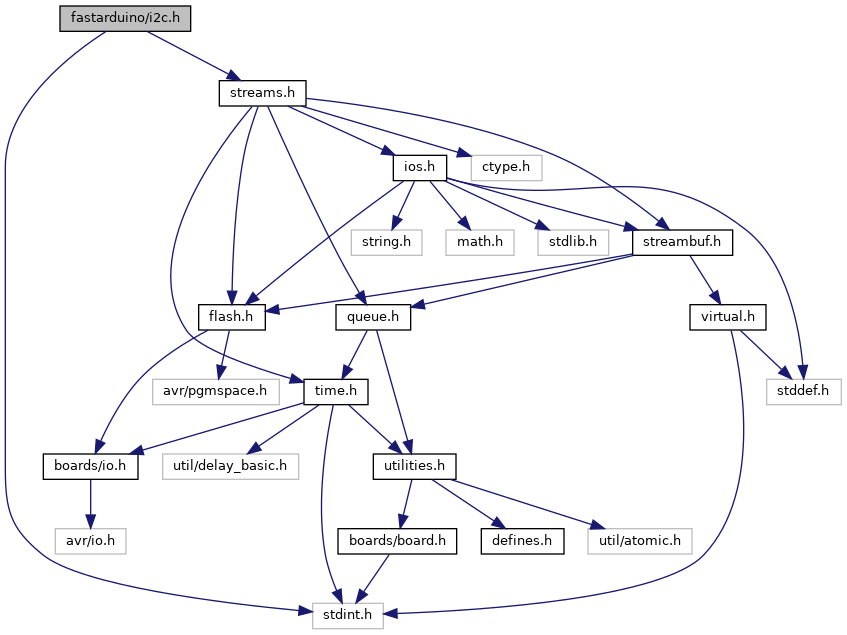 fastarduino/i2c.h
streams.h
ios.h
ctype.h
string.h
math.h
stdlib.h
streambuf.h
flash.h
queue.h
virtual.h
avr/pgmspace.h
time.h
stddef.h
boards/io.h
util/delay_basic.h
utilities.h
avr/io.h
boards/board.h
defines.h
util/atomic.h
stdint.h